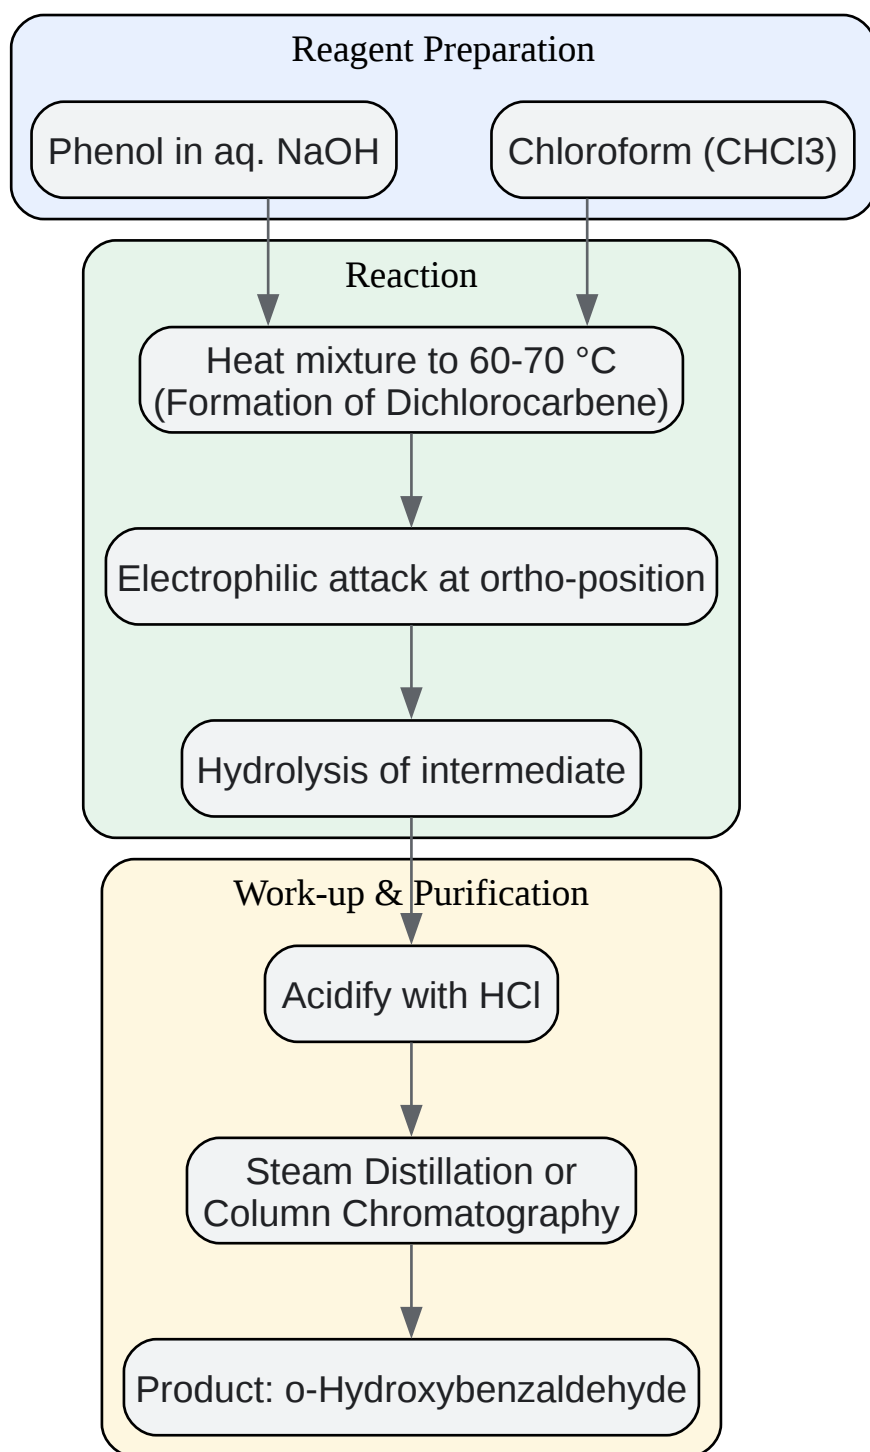 Reagent Preparation
Phenol in aq. NaOH
Chloroform (CHCl3)
Reaction
Heat mixture to 60-70 °C
(Formation of Dichlorocarbene)
Electrophilic attack at ortho-position
Hydrolysis of intermediate
Work-up & Purification
Acidify with HCl
Steam Distillation or
Column Chromatography
Product: o-Hydroxybenzaldehyde